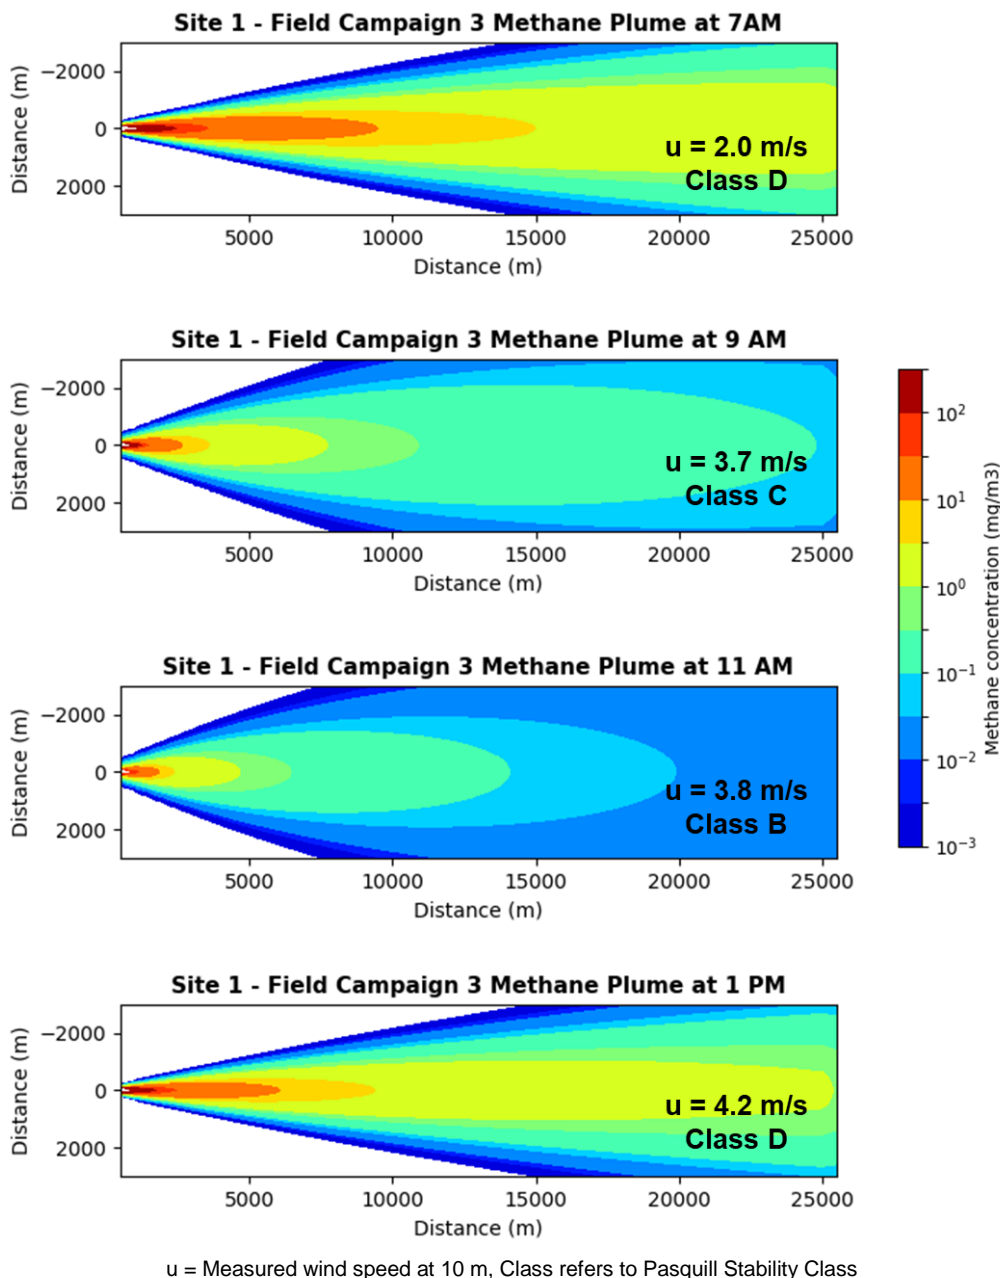 Site 1 - Field Campaign 3 Methane Plume at 7AM
Distance (m)
−2000
0
2000
u = 2.0 m/s
Class D
5000 10000 15000 20000 25000
Distance (m)
Site 1 - Field Campaign 3 Methane Plume at 9 AM
Distance (m)
−2000
0
2000
u = 3.7 m/s
Class C
5000 10000 15000 20000 25000
Distance (m)
Site 1 - Field Campaign 3 Methane Plume at 11 AM
Distance (m)
−2000
0
2000
u = 3.8 m/s
Class B
5000 10000 15000 20000 25000
Distance (m)
Site 1 - Field Campaign 3 Methane Plume at 1 PM
Distance (m)
−2000
0
2000
u = 4.2 m/s
Class D
5000 10000 15000 20000 25000
Distance (m)
10²
10¹
10⁰
10⁻¹
10⁻²
10⁻³
Methane concentration (mg/m3)
u = Measured wind speed at 10 m, Class refers to Pasquill Stability Class